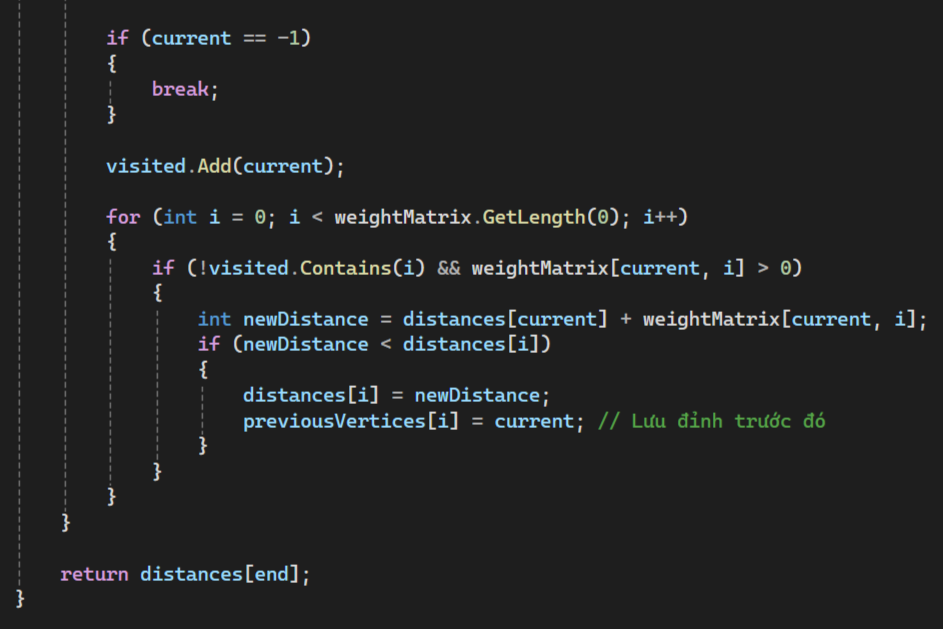 if (current == -1)
{
break;
}
visited.Add(current);
for (int i = 0; i < weightMatrix.GetLength(0); i++)
{
if (!visited.Contains(i) && weightMatrix[current, i] > 0)
{
int newDistance = distances[current] + weightMatrix[current, i];
if (newDistance < distances[i])
{
distances[i] = newDistance;
previousVertices[i] = current; // Lưu đỉnh trước đó
}
}
}
}
return distances[end];
}